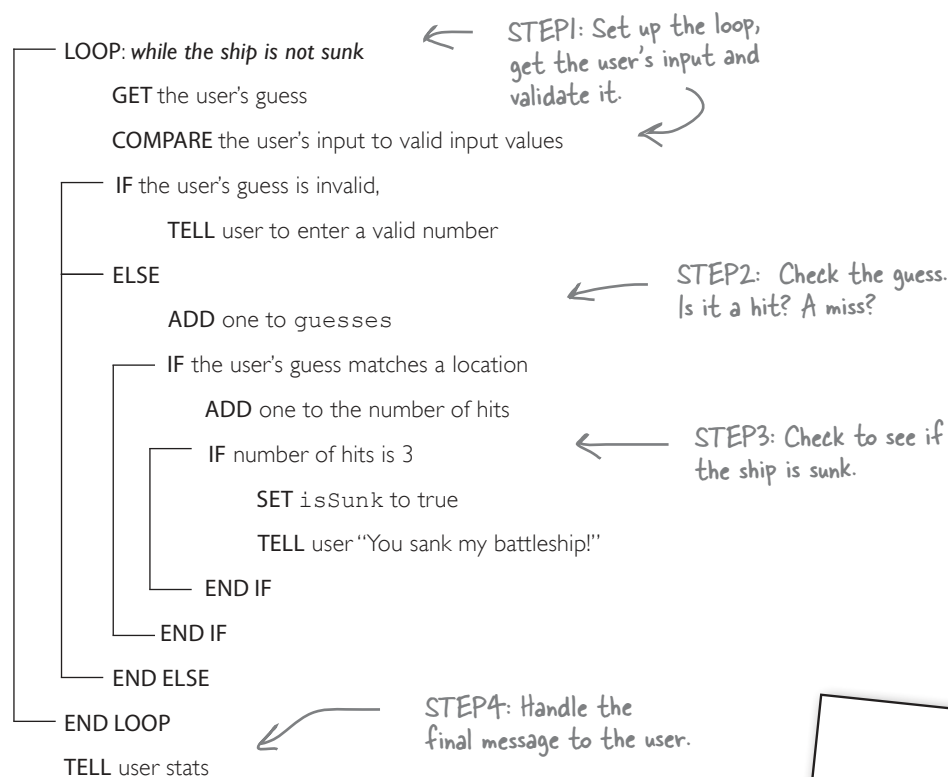 LOOP: while the ship is not sunk
STEP1: Set up the loop,
get the user's input and
validate it.
GET the user's guess
COMPARE the user's input to valid input values
IF the user's guess is invalid,
TELL user to enter a valid number
ELSE
STEP2: Check the guess.
Is it a hit? A miss?
ADD one to guesses
IF the user's guess matches a location
ADD one to the number of hits
IF number of hits is 3
STEP3: Check to see if
the ship is sunk.
SET isSunk to true
TELL user "You sank my battleship!"
END IF
END IF
END ELSE
END LOOP
STEP4: Handle the
final message to the user.
TELL user stats